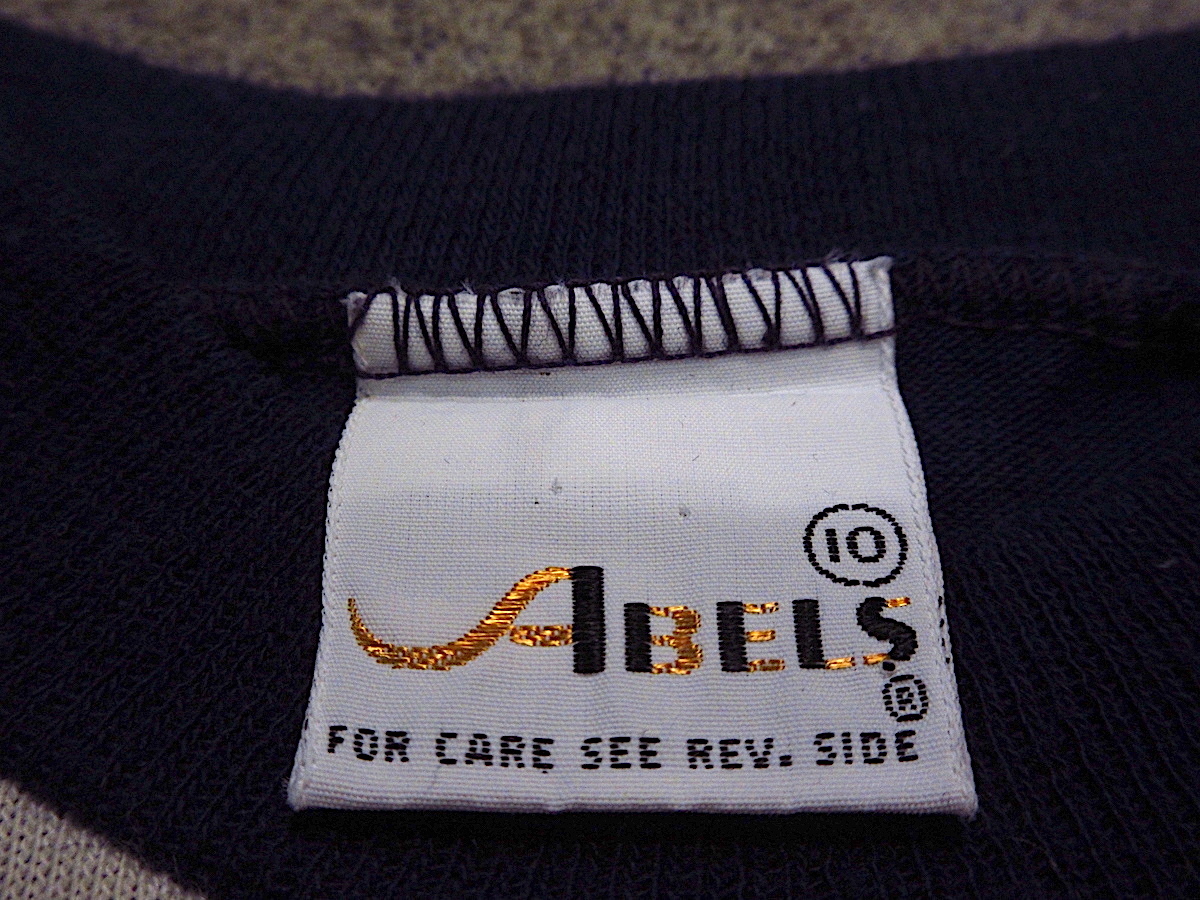 10
ABELS
®
FOR CARE SEE REV. SIDE